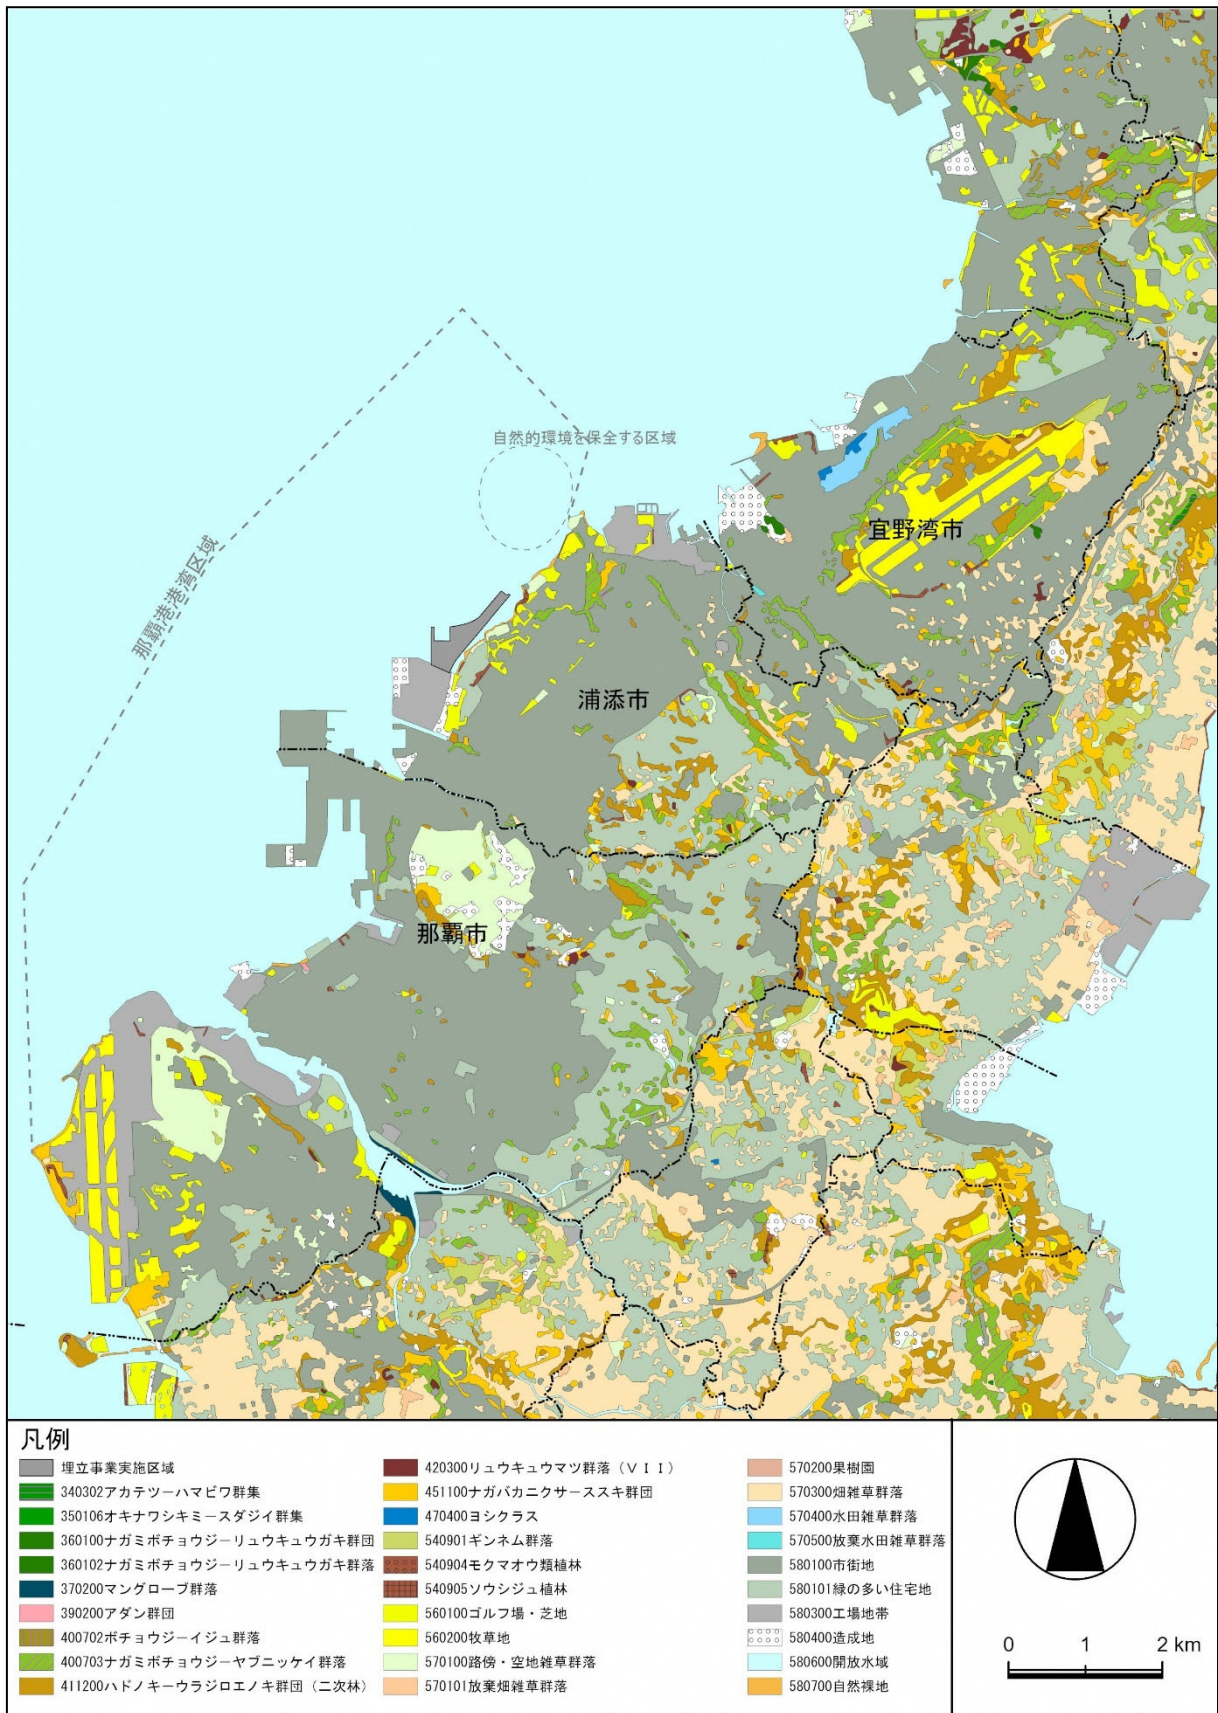 自然的環境を保全する区域
宜野湾市
那覇港港湾区域
浦添市
那覇市
凡例
埋立事業実施区域
340302アカテツーハマビワ群集
350106オキナワシキミースダジイ群集
360100ナガミボチョウジーリュウキュウガキ群団
360102ナガミボチョウジーリュウキュウガキ群落
370200マングローブ群落
390200アダン群団
400702ボチョウジーイジュ群落
400703ナガミボチョウジーヤブニッケイ群落
411200ハドノキーウラジロエノキ群団(二次林)
420300リュウキュウマツ群落(VII)
451100ナガバカニクサーススキ群団
470400ヨシクラス
540901ギンネム群落
540904モクマオウ類植林
540905ソウシジュ植林
560100ゴルフ場・芝地
560200牧草地
570100路傍・空地雑草群落
570101放棄畑雑草群落
570200果樹園
570300畑雑草群落
570400水田雑草群落
570500放棄水田雑草群落
580100市街地
580101緑の多い住宅地
580300工場地帯
580400造成地
580600開放水域
580700自然裸地
0 1 2 km